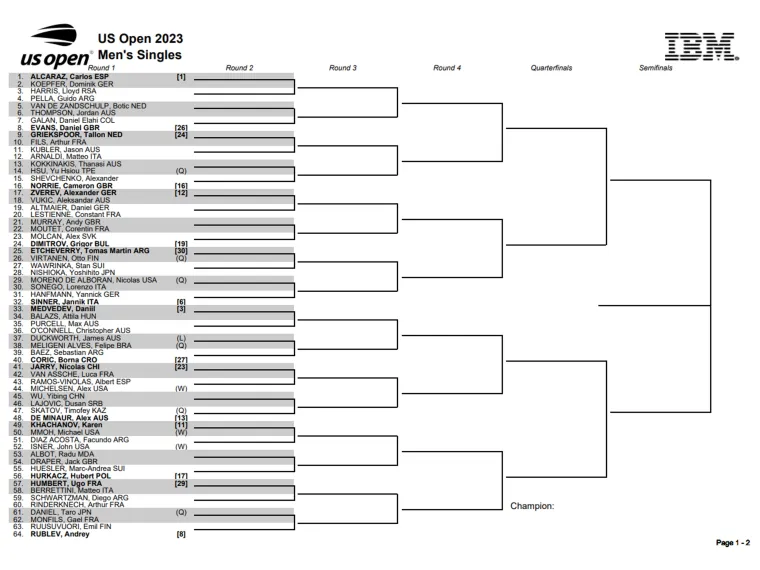 US Open 2023
Men's Singles
us open®
IBM®
Round 1 Round 2 Round 3 Round 4 Quarterfinals Semifinals
1. ALCARAZ, Carlos ESP [1]
2. KOEPFER, Dominik GER
3. HARRIS, Lloyd RSA
4. PELLA, Guido ARG
5. VAN DE ZANDSCHULP, Botic NED
6. THOMPSON, Jordan AUS
7. GALAN, Daniel Elahi COL
8. EVANS, Daniel GBR [26]
9. GRIEKSPOOR, Tallon NED [24]
10. FILS, Arthur FRA
11. KUBLER, Jason AUS
12. ARNALDI, Matteo ITA
13. KOKKINAKIS, Thanasi AUS
14. HSU, Yu Hsiou TPE (Q)
15. SHEVCHENKO, Alexander
16. NORRIE, Cameron GBR [16]
17. ZVEREV, Alexander GER [12]
18. VUKIC, Aleksandar AUS
19. ALTMAIER, Daniel GER
20. LESTIENNE, Constant FRA
21. MURRAY, Andy GBR
22. MOUTET, Corentin FRA
23. MOLCAN, Alex SVK
24. DIMITROV, Grigor BUL [19]
25. ETCHEVERRY, Tomas Martin ARG [30]
26. VIRTANEN, Otto FIN (Q)
27. WAWRINKA, Stan SUI
28. NISHIOKA, Yoshihito JPN
29. MORENO DE ALBORAN, Nicolas USA (Q)
30. SONEGO, Lorenzo ITA
31. HANFMANN, Yannick GER
32. SINNER, Jannik ITA [6]
33. MEDVEDEV, Daniil [3]
34. BALAZS, Attila HUN
35. PURCELL, Max AUS
36. O'CONNELL, Christopher AUS
37. DUCKWORTH, James AUS (L)
38. MELIGENI ALVES, Felipe BRA (Q)
39. BAEZ, Sebastian ARG
40. CORIC, Borna CRO [27]
41. JARRY, Nicolas CHI [23]
42. VAN ASSCHE, Luca FRA
43. RAMOS-VINOLAS, Albert ESP
44. MICHELSEN, Alex USA (W)
45. WU, Yibing CHN
46. LAJOVIC, Dusan SRB
47. SKATOV, Timofey KAZ (Q)
48. DE MINAUR, Alex AUS [13]
49. KHACHANOV, Karen [11]
50. MMOH, Michael USA (W)
51. DIAZ ACOSTA, Facundo ARG
52. ISNER, John USA (W)
53. ALBOT, Radu MDA
54. DRAPER, Jack GBR
55. HUESLER, Marc-Andrea SUI
56. HURKACZ, Hubert POL [17]
57. HUMBERT, Ugo FRA [29]
58. BERRETTINI, Matteo ITA
59. SCHWARTZMAN, Diego ARG
60. RINDERKNECH, Arthur FRA
61. DANIEL, Taro JPN (Q)
62. MONFILS, Gael FRA
63. RUUSUVUORI, Emil FIN
64. RUBLEV, Andrey [8]
Champion:
Page 1 - 2